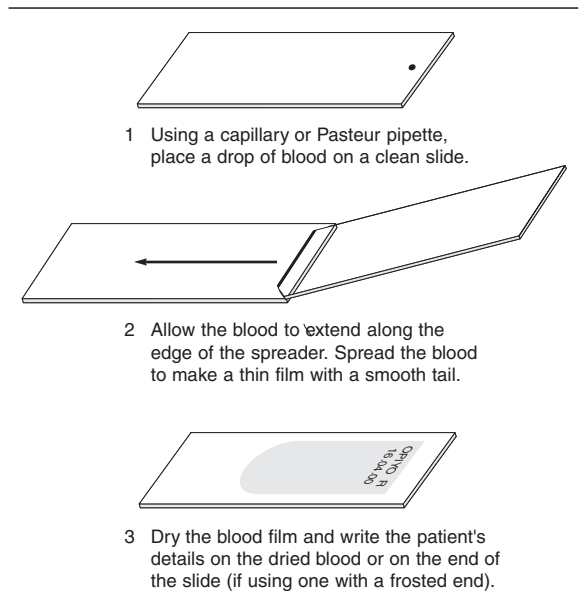 1 Using a capillary or Pasteur pipette,
place a drop of blood on a clean slide.
2 Allow the blood to extend along the
edge of the spreader. Spread the blood
to make a thin film with a smooth tail.
OPIYO A
16.04.00
3 Dry the blood film and write the patient's
details on the dried blood or on the end of
the slide (if using one with a frosted end).